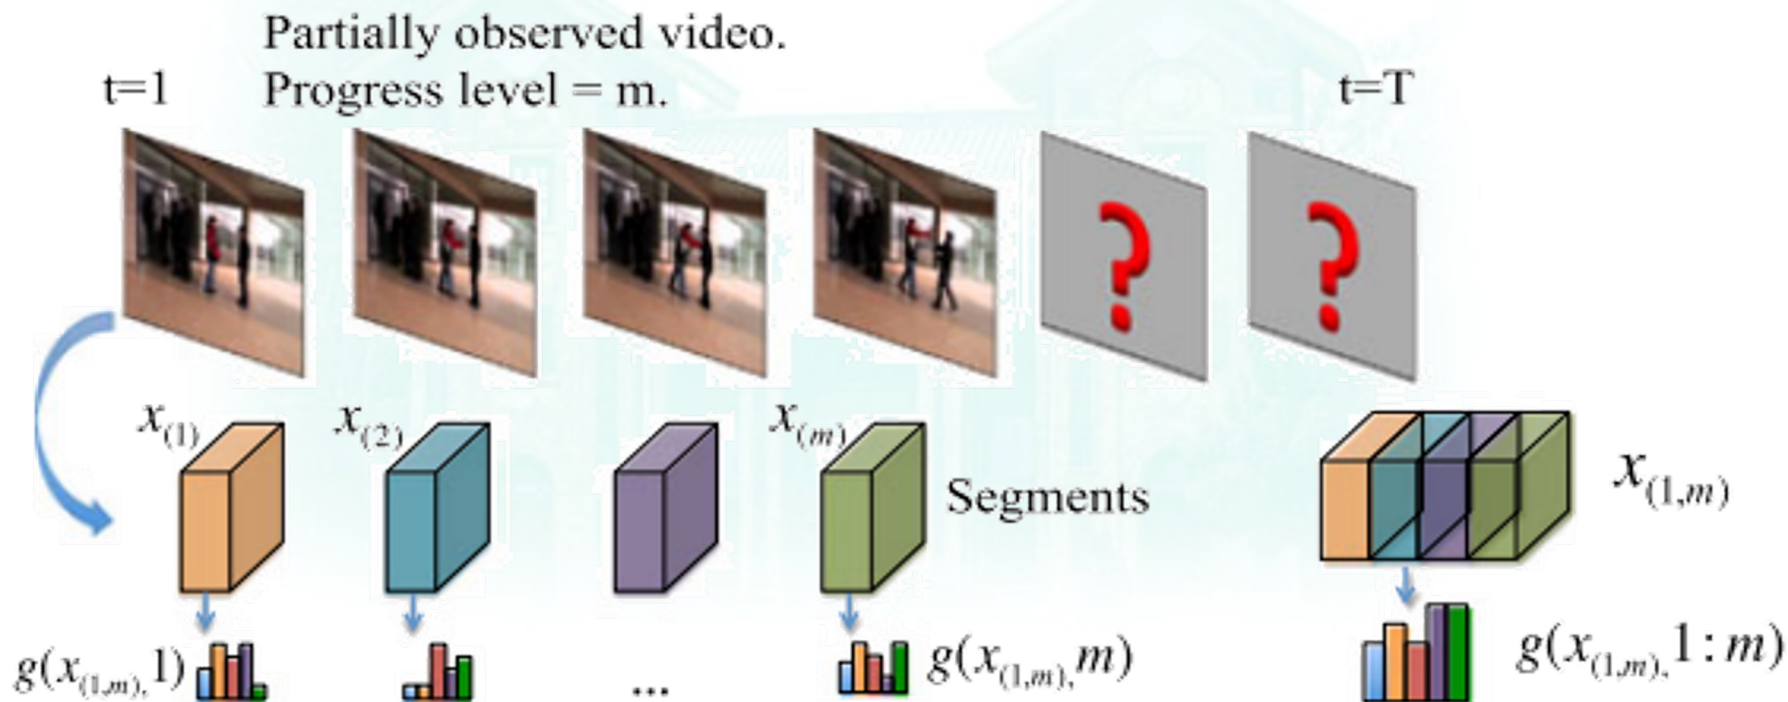 Partially observed video.
t=1 Progress level = m. t=T
? ?
x(1) x(2) x(m) Segments x(1,m)
g(x(1,m), 1) ... g(x(1,m), m) g(x(1,m), 1:m)